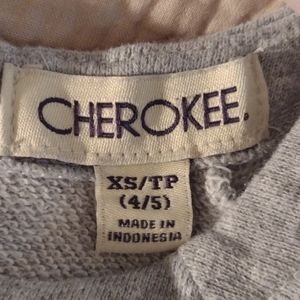 CHEROKEE.
XS/TP
(4/5)
MADE IN
INDONESIA